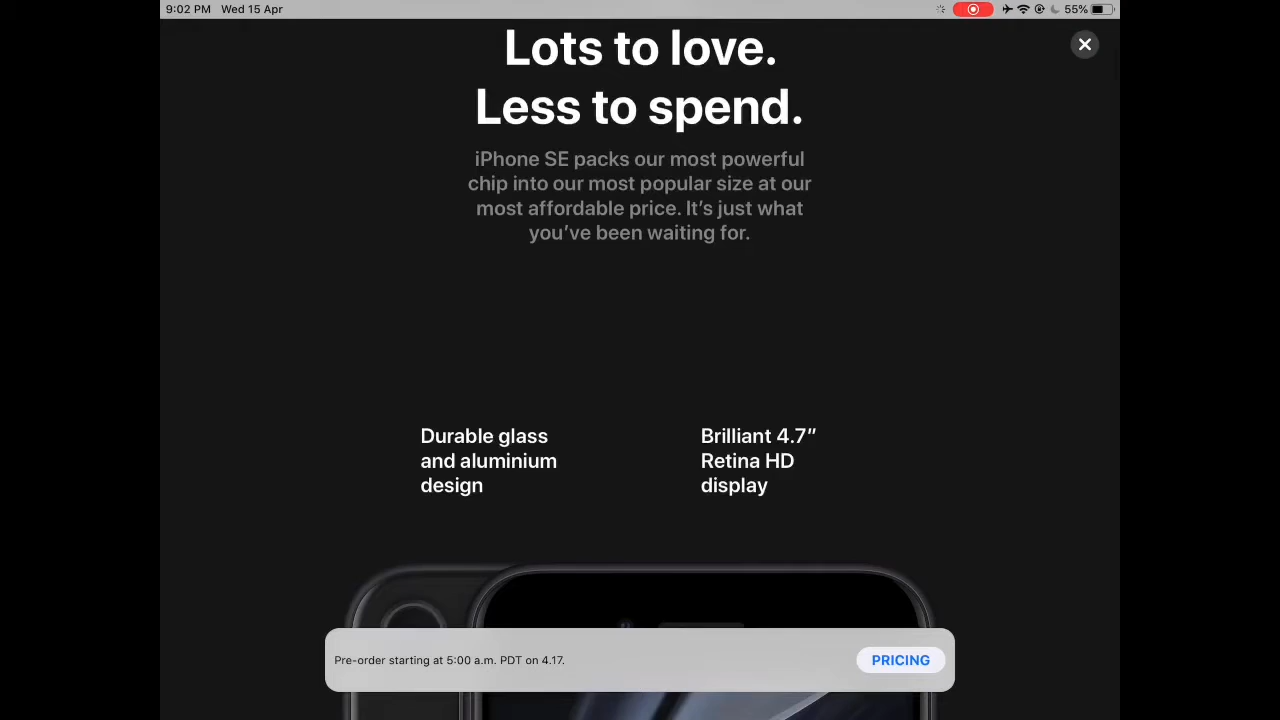 9:02 PM Wed 15 Apr
55%
Lots to love.
Less to spend.
iPhone SE packs our most powerful
chip into our most popular size at our
most affordable price. It’s just what
you’ve been waiting for.
Durable glass
and aluminium
design
Brilliant 4.7”
Retina HD
display
Pre-order starting at 5:00 a.m. PDT on 4.17.
PRICING